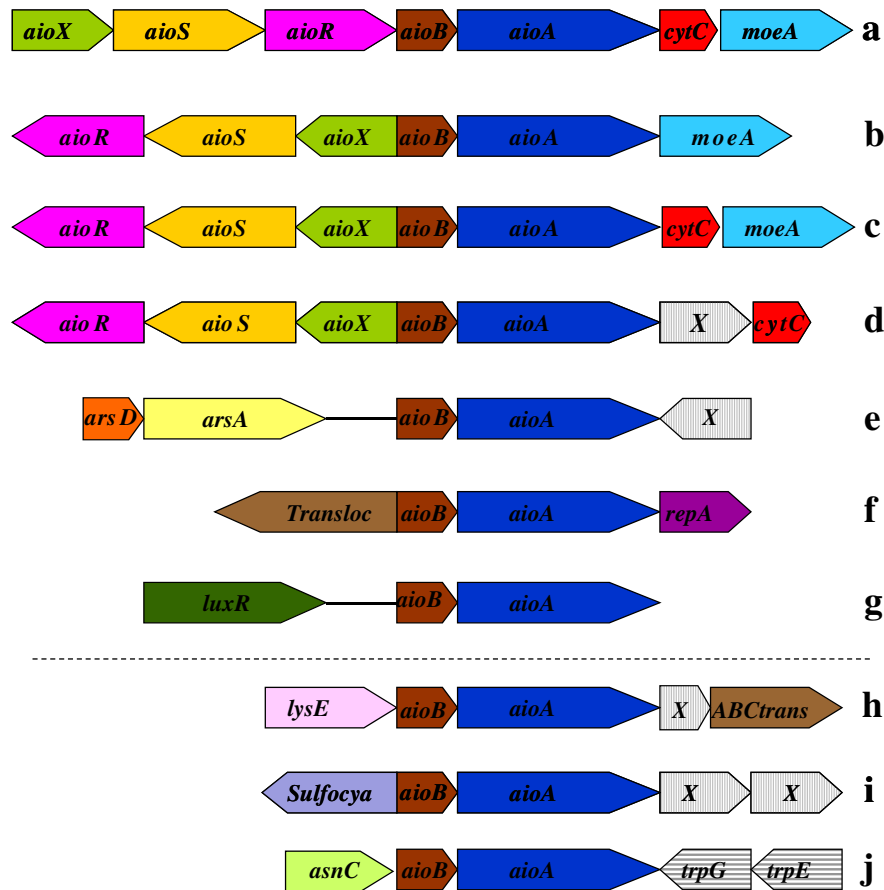 aioX aioS aioR aioB aioA cytC moeA a
aioR aioS aioX aioB aioA moeA b
aioR aioS aioX aioB aioA cytC moeA c
aioR aioS aioX aioB aioA X cytC d
arsD arsA aioB aioA X e
Transloc aioB aioA repA f
luxR aioB aioA g
lysE aioB aioA X ABCtrans h
Sulfocya aioB aioA X X i
asnC aioB aioA trpG trpE j